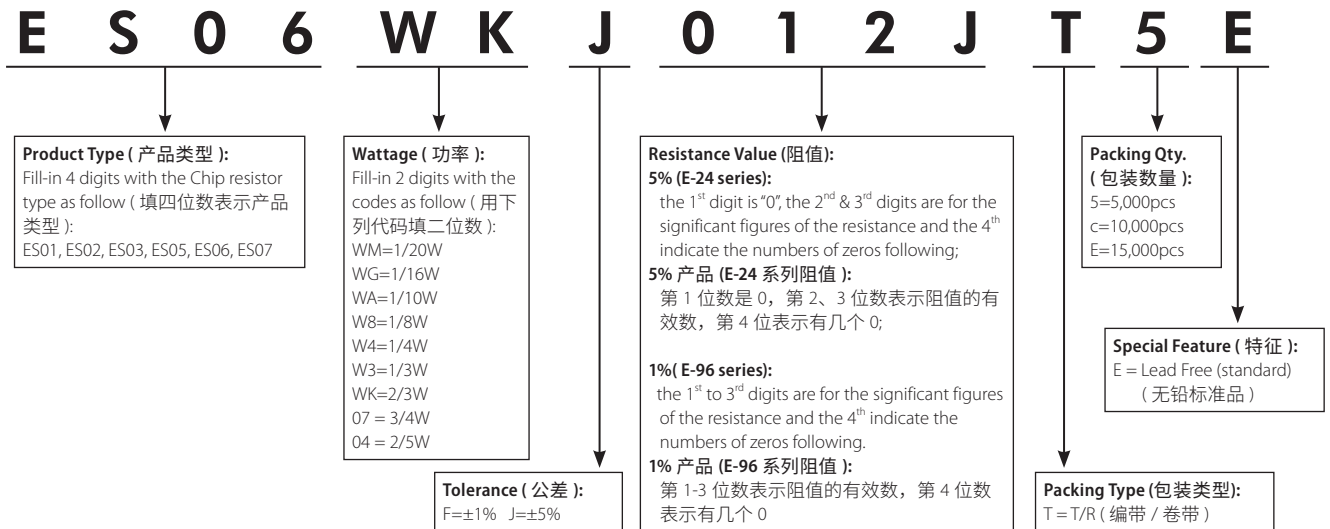 E S 0 6 W K J 0 1 2 J T 5 E
Product Type ( 产品类型 ):
Fill-in 4 digits with the Chip resistor
type as follow ( 填四位数表示产品
类型 ):
ES01, ES02, ES03, ES05, ES06, ES07
Wattage ( 功率 ):
Fill-in 2 digits with the
codes as follow ( 用下
列代码填二位数 ):
WM=1/20W
WG=1/16W
WA=1/10W
W8=1/8W
W4=1/4W
W3=1/3W
WK=2/3W
07 = 3/4W
04 = 2/5W
Tolerance ( 公差 ):
F=±1% J=±5%
Resistance Value (阻值):
5% (E-24 series):
the 1st digit is “0”, the 2nd & 3rd digits are for the
significant figures of the resistance and the 4th
indicate the numbers of zeros following;
5% 产品 (E-24 系列阻值 ):
第 1 位数是 0，第 2、3 位数表示阻值的有
效数，第 4 位表示有几个 0;
1%( E-96 series):
the 1st to 3rd digits are for the significant figures
of the resistance and the 4th indicate the
numbers of zeros following.
1% 产品 (E-96 系列阻值 ):
第 1-3 位数表示阻值的有效数，第 4 位数
表示有几个 0
Packing Qty.
( 包装数量 ):
5=5,000pcs
c=10,000pcs
E=15,000pcs
Special Feature ( 特征 ):
E = Lead Free (standard)
( 无铅标准品 )
Packing Type (包装类型):
T = T/R ( 编带 / 卷带 )